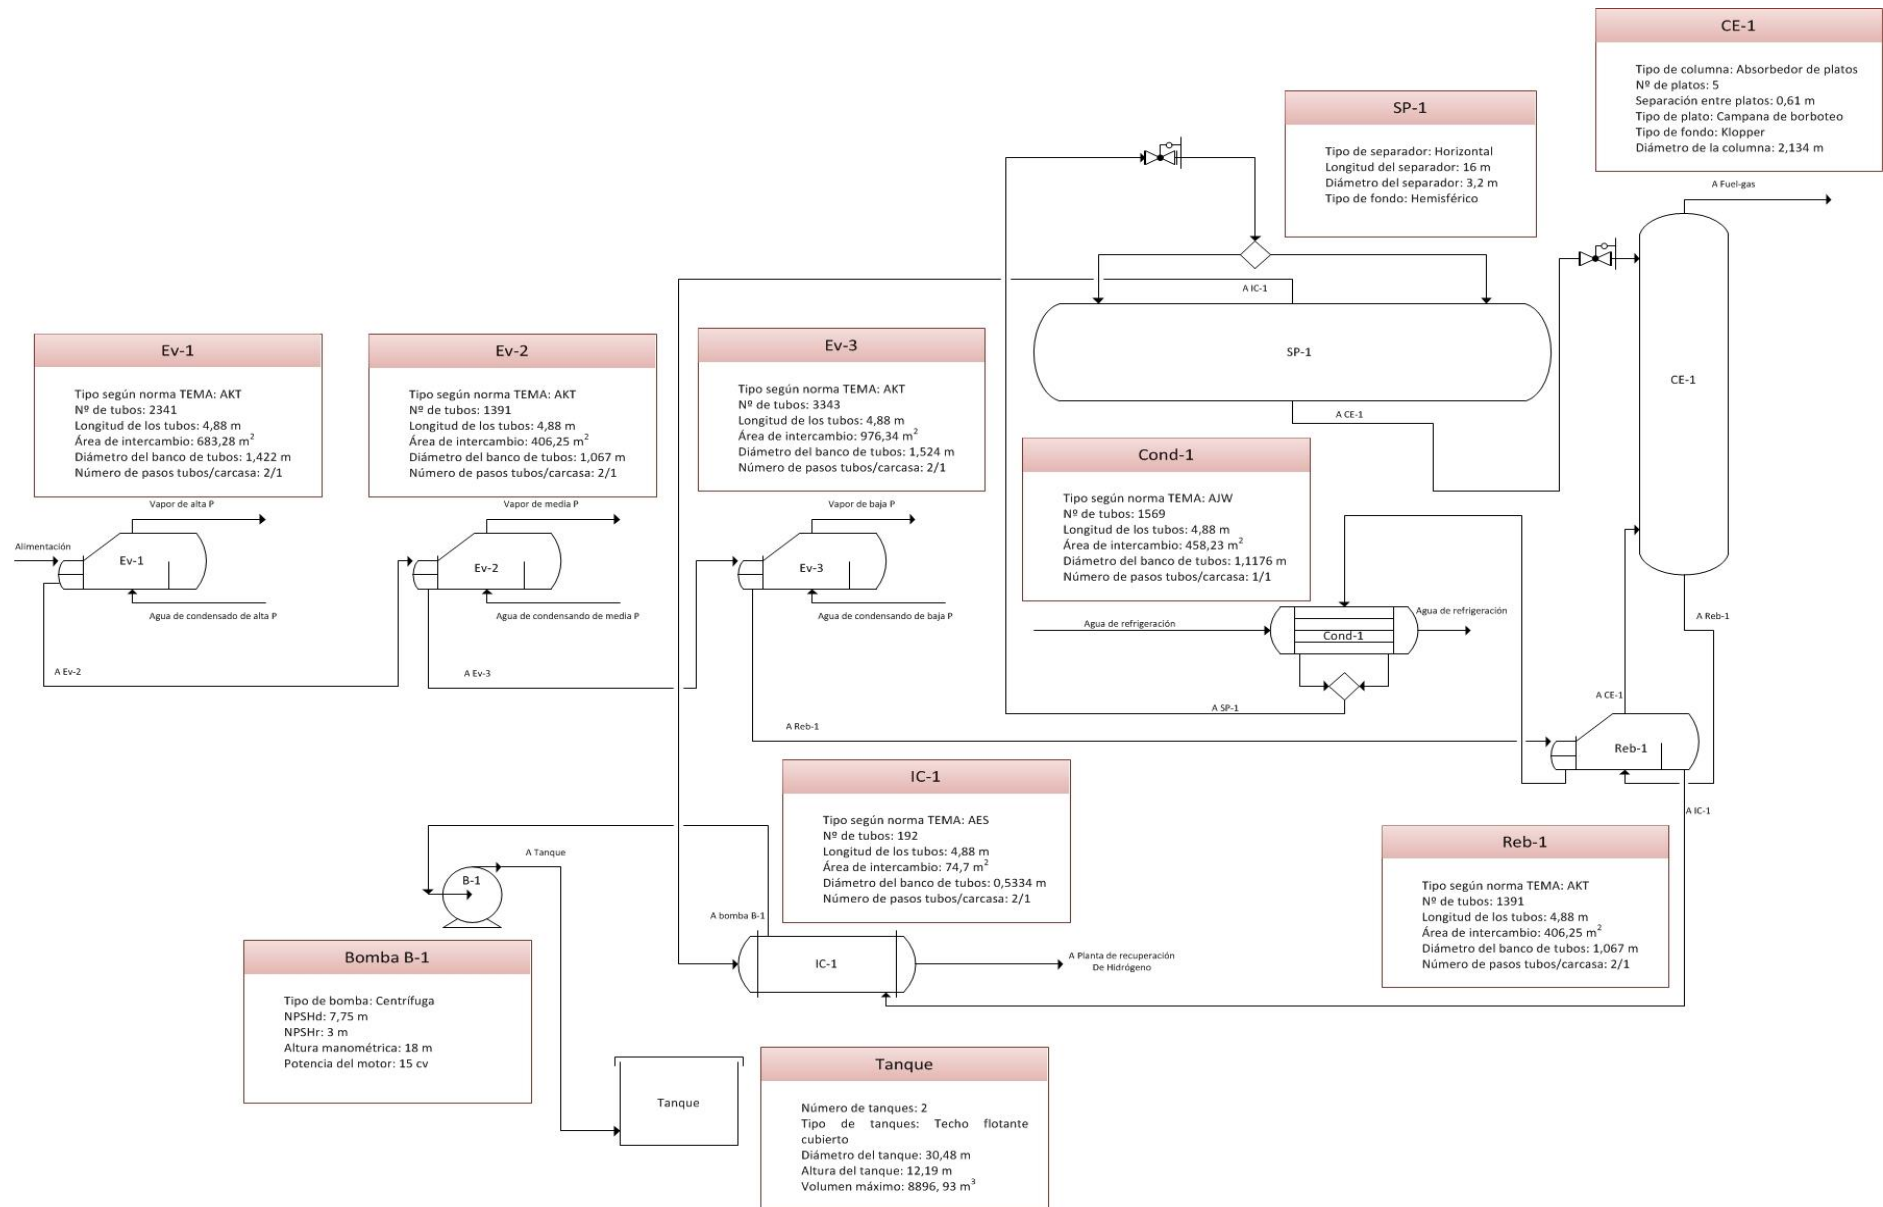 CE-1
Tipo de columna: Absorbedor de platos
Nº de platos: 5
Separación entre platos: 0,61 m
Tipo de plato: Campana de borboteo
Tipo de fondo: Klopper
Diámetro de la columna: 2,134 m
SP-1
Tipo de separador: Horizontal
Longitud del separador: 16 m
Diámetro del separador: 3,2 m
Tipo de fondo: Hemisférico
A Fuel-gas
A IC-1
SP-1
CE-1
A CE-1
Ev-1
Tipo según norma TEMA: AKT
Nº de tubos: 2341
Longitud de los tubos: 4,88 m
Área de intercambio: 683,28 m²
Diámetro del banco de tubos: 1,422 m
Número de pasos tubos/carcasa: 2/1
Ev-2
Tipo según norma TEMA: AKT
Nº de tubos: 1391
Longitud de los tubos: 4,88 m
Área de intercambio: 406,25 m²
Diámetro del banco de tubos: 1,067 m
Número de pasos tubos/carcasa: 2/1
Ev-3
Tipo según norma TEMA: AKT
Nº de tubos: 3343
Longitud de los tubos: 4,88 m
Área de intercambio: 976,34 m²
Diámetro del banco de tubos: 1,524 m
Número de pasos tubos/carcasa: 2/1
Cond-1
Tipo según norma TEMA: AJW
Nº de tubos: 1569
Longitud de los tubos: 4,88 m
Área de intercambio: 458,23 m²
Diámetro del banco de tubos: 1,1176 m
Número de pasos tubos/carcasa: 1/1
Vapor de alta P
Vapor de media P
Vapor de baja P
Alimentación
Ev-1
Ev-2
Ev-3
Agua de condensado de alta P
Agua de condensando de media P
Agua de condensando de baja P
Agua de refrigeración
Agua de refrigeración
Cond-1
A Reb-1
A Ev-2
A Ev-3
A Reb-1
A SP-1
A CE-1
Reb-1
A IC-1
IC-1
Tipo según norma TEMA: AES
Nº de tubos: 192
Longitud de los tubos: 4,88 m
Área de intercambio: 74,7 m²
Diámetro del banco de tubos: 0,5334 m
Número de pasos tubos/carcasa: 2/1
Reb-1
Tipo según norma TEMA: AKT
Nº de tubos: 1391
Longitud de los tubos: 4,88 m
Área de intercambio: 406,25 m²
Diámetro del banco de tubos: 1,067 m
Número de pasos tubos/carcasa: 2/1
A Tanque
B-1
A bomba B-1
IC-1
A Planta de recuperación
De Hidrógeno
Bomba B-1
Tipo de bomba: Centrífuga
NPSHd: 7,75 m
NPSHr: 3 m
Altura manométrica: 18 m
Potencia del motor: 15 cv
Tanque
Tanque
Número de tanques: 2
Tipo de tanques: Techo flotante
cubierto
Diámetro del tanque: 30,48 m
Altura del tanque: 12,19 m
Volumen máximo: 8896, 93 m³